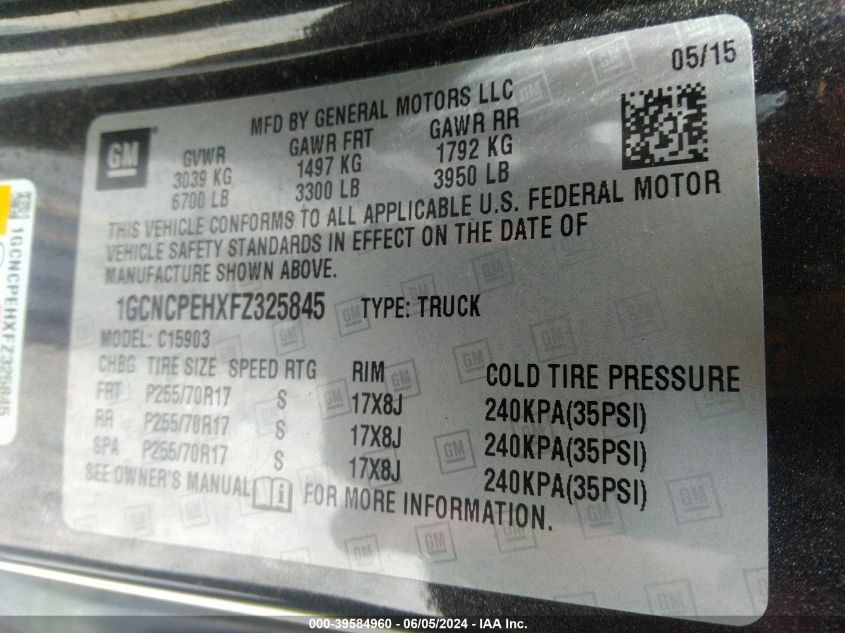 05/15
MFD BY GENERAL MOTORS LLC
GM
GVWR GAWR FRT GAWR RR
3039 KG 1497 KG 1792 KG
6700 LB 3300 LB 3950 LB
THIS VEHICLE CONFORMS TO ALL APPLICABLE U.S. FEDERAL MOTOR
VEHICLE SAFETY STANDARDS IN EFFECT ON THE DATE OF
MANUFACTURE SHOWN ABOVE.
1GCNCPEHXFZ325845 TYPE: TRUCK
MODEL: C15903
CHBG TIRE SIZE SPEED RTG RIM COLD TIRE PRESSURE
FRT P255/70R17 S 17X8J 240KPA(35PSI)
RR P255/70R17 S 17X8J 240KPA(35PSI)
SPA P255/70R17 S 17X8J 240KPA(35PSI)
SEE OWNER'S MANUAL FOR MORE INFORMATION.
1GCNCPEHXFZ325845
000-39584960 - 06/05/2024 - IAA Inc.